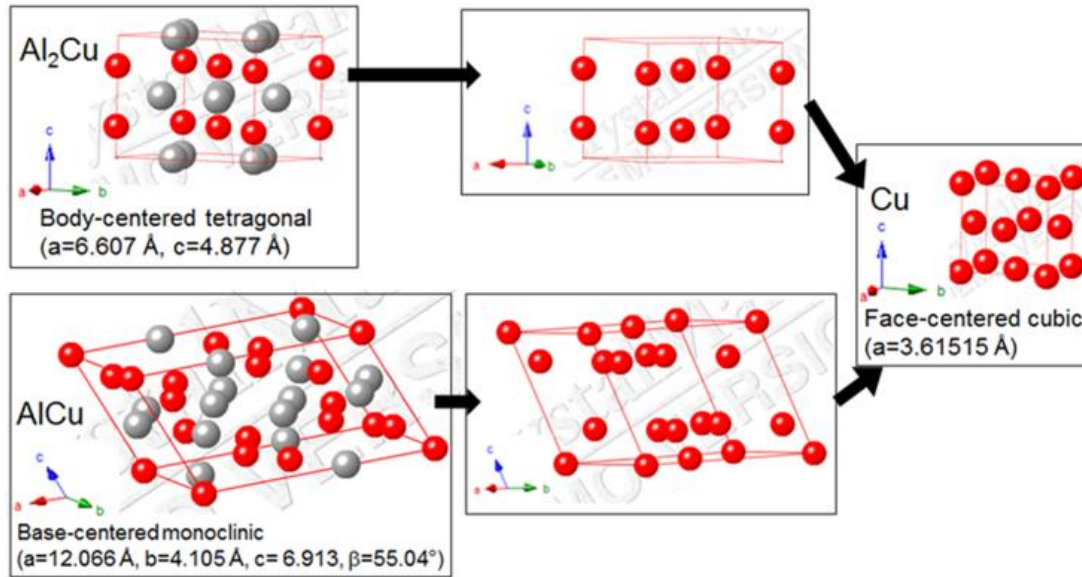 Al₂Cu
c
a
b
Body-centered tetragonal
(a=6.607 Å, c=4.877 Å)
c
a
b
Cu
c
a
b
Face-centered cubic
(a=3.61515 Å)
AlCu
c
a
b
Base-centered monoclinic
(a=12.066 Å, b=4.105 Å, c= 6.913, β=55.04°)
c
a
b